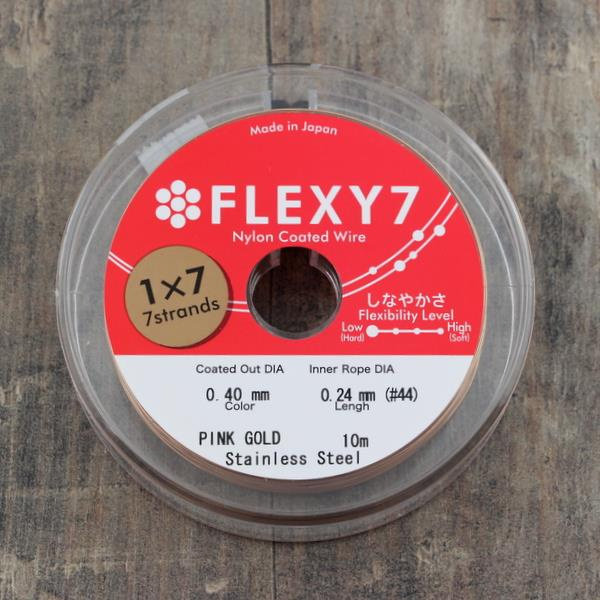 Made in Japan
FLEXY7
Nylon Coated Wire
1×7
7strands
しなやかさ
Flexibility Level
Low High
(Hard) (Soft)
Coated Out DIA Inner Rope DIA
0.40 mm 0.24 mm (#44)
Color Lengh
PINK GOLD 10m
Stainless Steel